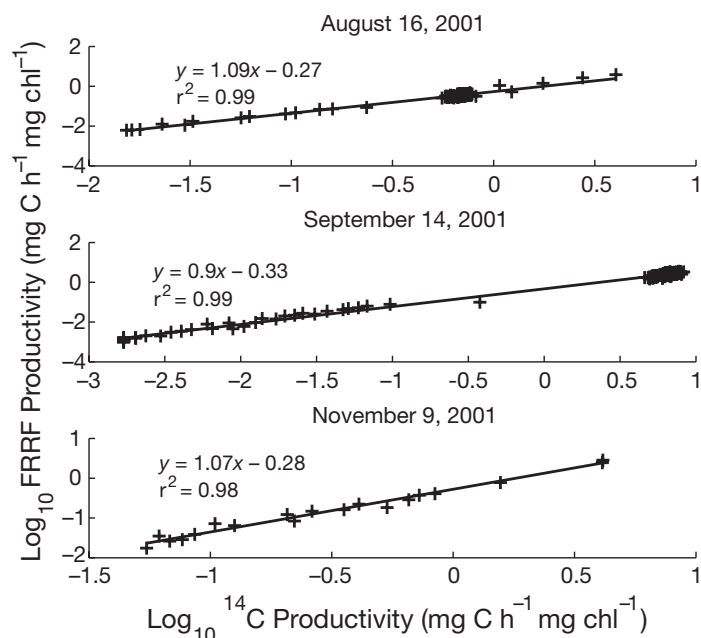 August 16, 2001
2
0
−2
−4
y = 1.09x – 0.27
r² = 0.99
−2 −1.5 −1 −0.5 0 0.5 1
September 14, 2001
4
2
0
−2
−4
y = 0.9x – 0.33
r² = 0.99
−3 −2.5 −2 −1.5 −1 −0.5 0 0.5 1
November 9, 2001
1
0
−1
−2
y = 1.07x – 0.28
r² = 0.98
−1.5 −1 −0.5 0 0.5 1
Log₁₀ FRRF Productivity (mg C h⁻¹ mg chl⁻¹)
Log₁₀ ¹⁴C Productivity (mg C h⁻¹ mg chl⁻¹)